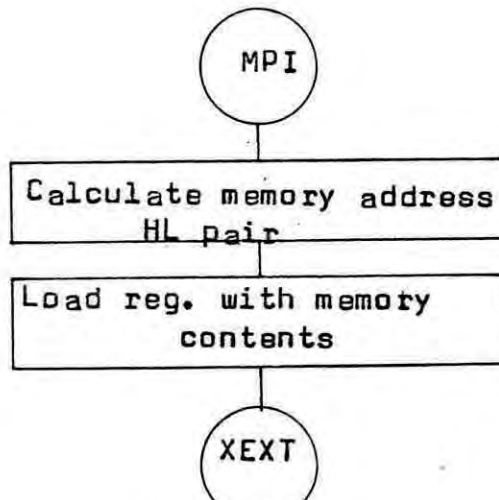 MPI
Calculate memory address
HL pair
Load reg. with memory
contents
XEXT